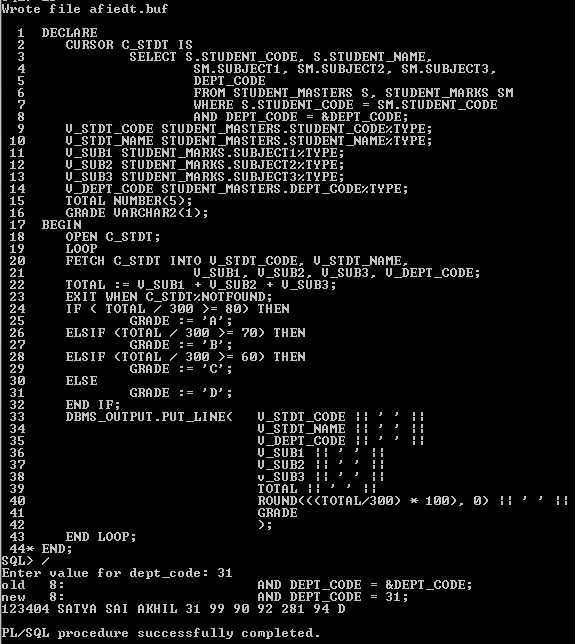 Wrote file afiedt.buf
1 DECLARE
2 CURSOR C_STDT IS
3 SELECT S.STUDENT_CODE, S.STUDENT_NAME,
4 SM.SUBJECT1, SM.SUBJECT2, SM.SUBJECT3,
5 DEPT_CODE
6 FROM STUDENT_MASTERS S, STUDENT_MARKS SM
7 WHERE S.STUDENT_CODE = SM.STUDENT_CODE
8 AND DEPT_CODE = &DEPT_CODE;
9 V_STDT_CODE STUDENT_MASTERS.STUDENT_CODE%TYPE;
10 V_STDT_NAME STUDENT_MASTERS.STUDENT_NAME%TYPE;
11 V_SUB1 STUDENT_MARKS.SUBJECT1%TYPE;
12 V_SUB2 STUDENT_MARKS.SUBJECT2%TYPE;
13 V_SUB3 STUDENT_MARKS.SUBJECT3%TYPE;
14 V_DEPT_CODE STUDENT_MASTERS.DEPT_CODE%TYPE;
15 TOTAL NUMBER(5);
16 GRADE VARCHAR2(1);
17 BEGIN
18 OPEN C_STDT;
19 LOOP
20 FETCH C_STDT INTO V_STDT_CODE, V_STDT_NAME,
21 V_SUB1, V_SUB2, V_SUB3, V_DEPT_CODE;
22 TOTAL := V_SUB1 + V_SUB2 + V_SUB3;
23 EXIT WHEN C_STDT%NOTFOUND;
24 IF ( TOTAL / 300 >= 80) THEN
25 GRADE := 'A';
26 ELSIF (TOTAL / 300 >= 70) THEN
27 GRADE := 'B';
28 ELSIF (TOTAL / 300 >= 60) THEN
29 GRADE := 'C';
30 ELSE
31 GRADE := 'D';
32 END IF;
33 DBMS_OUTPUT.PUT_LINE( V_STDT_CODE || ' ' ||
34 V_STDT_NAME || ' ' ||
35 V_DEPT_CODE || ' ' ||
36 V_SUB1 || ' ' ||
37 V_SUB2 || ' ' ||
38 v_SUB3 || ' ' ||
39 TOTAL || ' ' ||
40 ROUND(((TOTAL/300) * 100), 0) || ' ' ||
41 GRADE
42 );
43 END LOOP;
44* END;
SQL> /
Enter value for dept_code: 31
old 8: AND DEPT_CODE = &DEPT_CODE;
new 8: AND DEPT_CODE = 31;
123404 SATYA SAI AKHIL 31 99 90 92 281 94 D
PL/SQL procedure successfully completed.